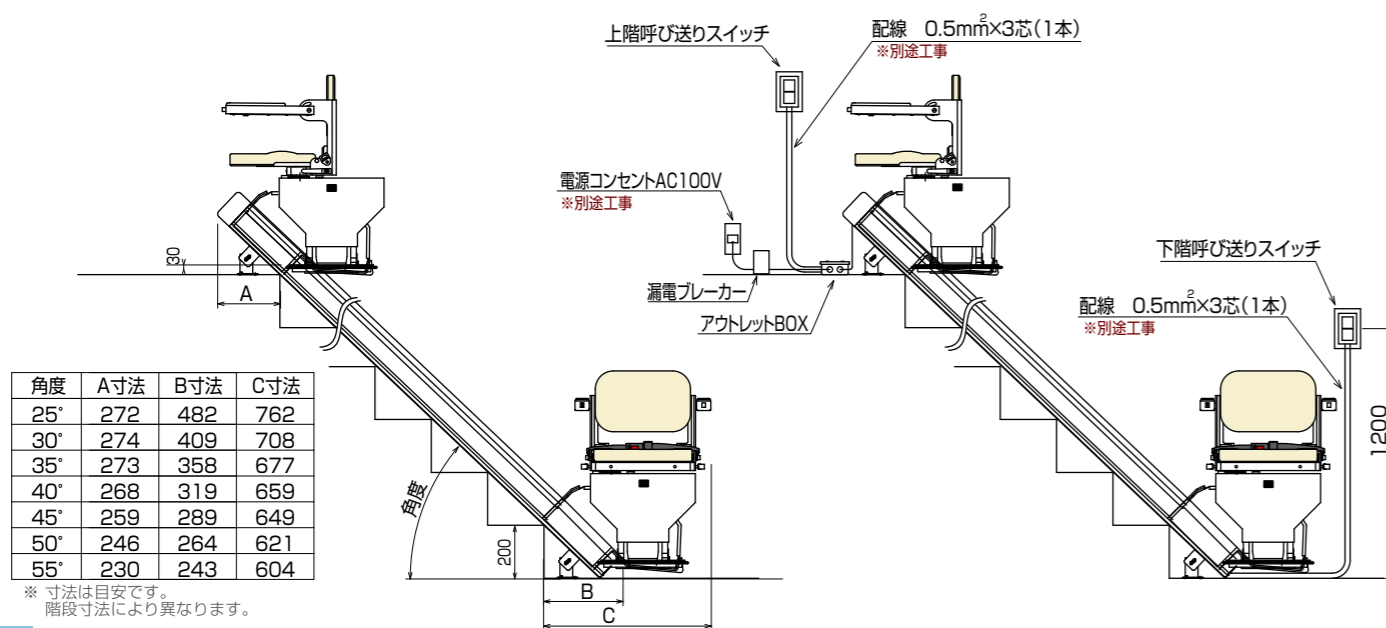 上階呼び送りスイッチ
配線 0.5mm²×3芯(1本)
※別途工事
電源コンセントAC100V
※別途工事
漏電ブレーカー
アウトレットBOX
下階呼び送りスイッチ
配線 0.5mm²×3芯(1本)
※別途工事
1200
30
A
角度
200
B
C
角度 A寸法 B寸法 C寸法
25° 272 482 762
30° 274 409 708
35° 273 358 677
40° 268 319 659
45° 259 289 649
50° 246 264 621
55° 230 243 604
※ 寸法は目安です。
階段寸法により異なります。